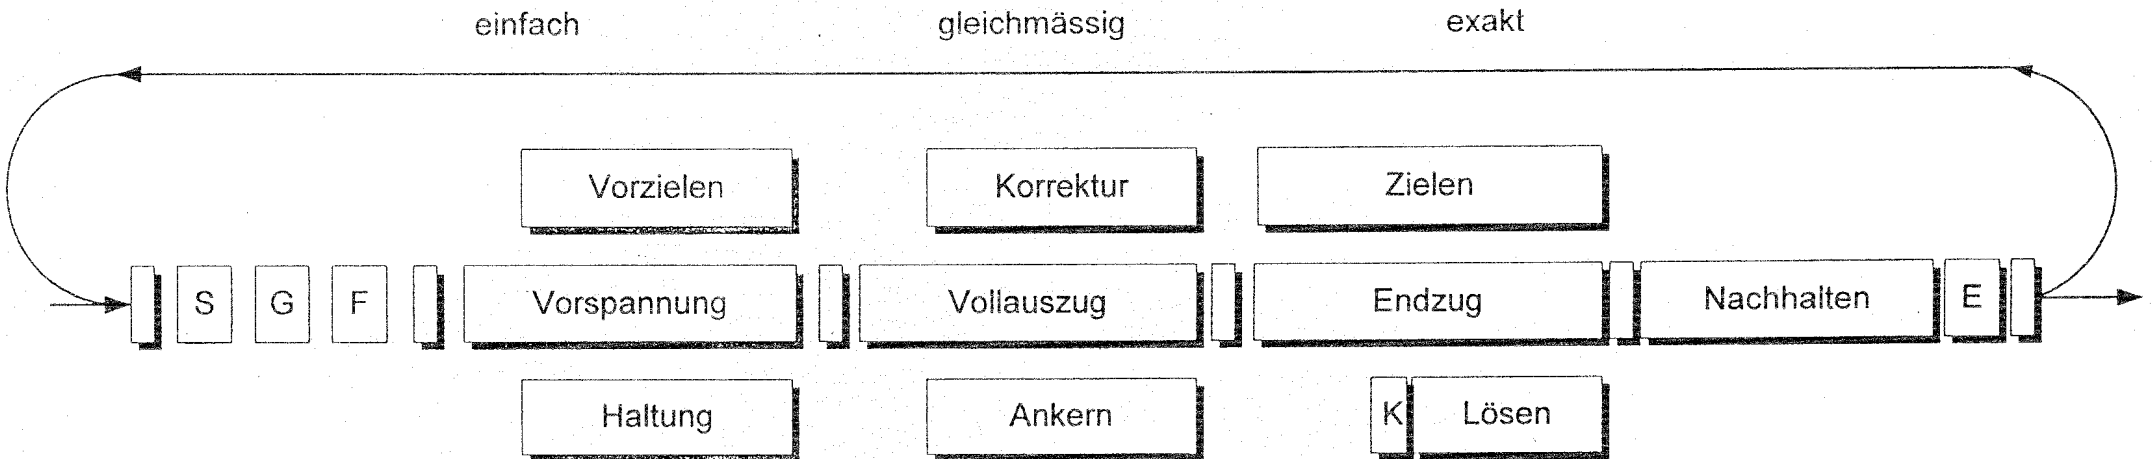 einfach gleichmässig exakt
Vorzielen Korrektur Zielen
S G F Vorspannung Vollauszug Endzug Nachhalten E
Haltung Ankern K Lösen